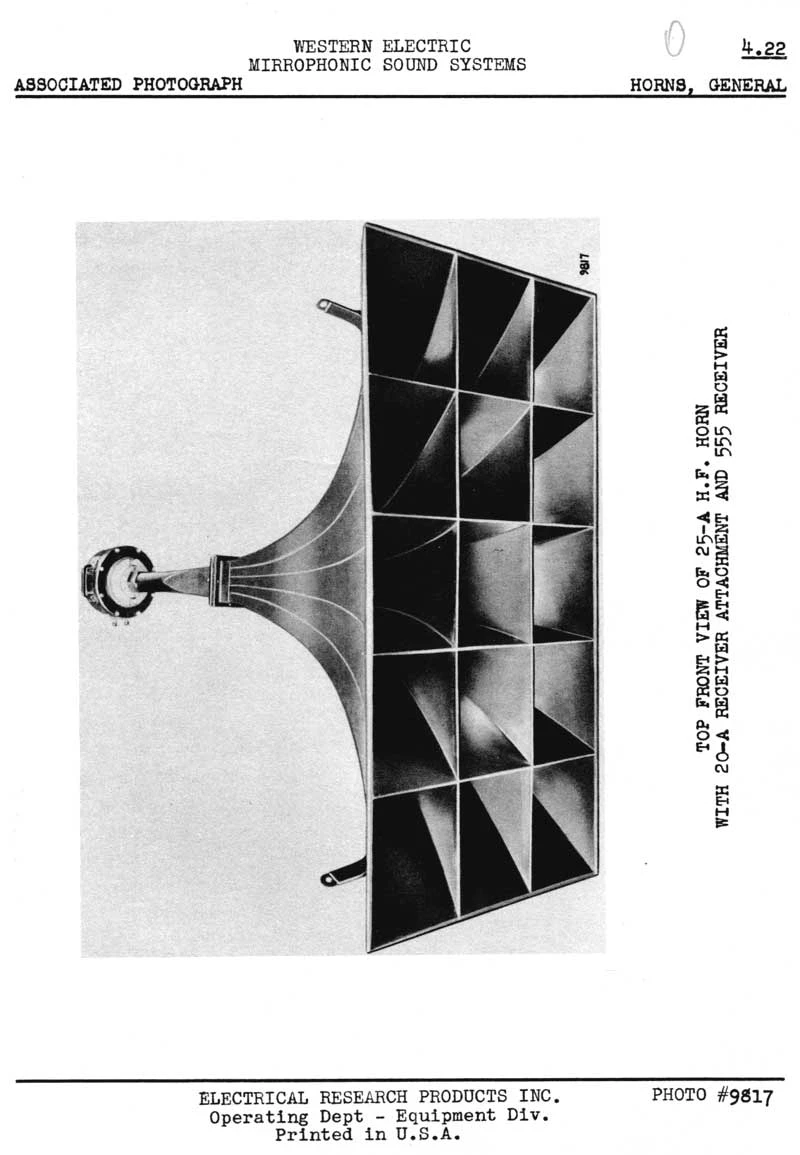 WESTERN ELECTRIC
MIRROPHONIC SOUND SYSTEMS
4.22
ASSOCIATED PHOTOGRAPH
HORNS, GENERAL
9817
TOP FRONT VIEW OF 25-A H.F. HORN
WITH 20-A RECEIVER ATTACHMENT AND 555 RECEIVER
ELECTRICAL RESEARCH PRODUCTS INC.
PHOTO #9817
Operating Dept - Equipment Div.
Printed in U.S.A.